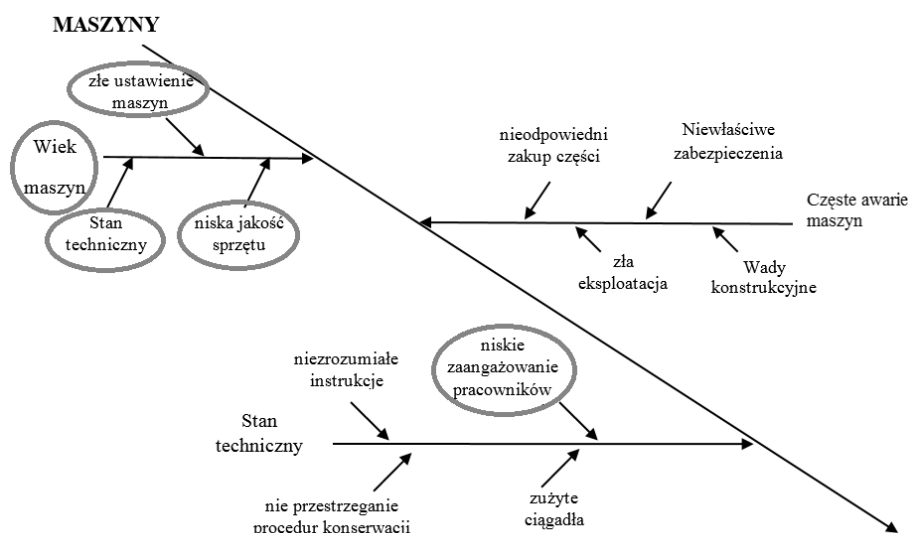 MASZYNY
złe ustawienie
maszyn
Wiek
maszyn
Stan
techniczny
niska jakość
sprzętu
nieodpowiedni
zakup części
Niewłaściwe
zabezpieczenia
Częste awarie
maszyn
zła
eksploatacja
Wady
konstrukcyjne
niezrozumiałe
instrukcje
niskie
zaangażowanie
pracowników
Stan
techniczny
nie przestrzeganie
procedur konserwacji
zużyte
ciągadła